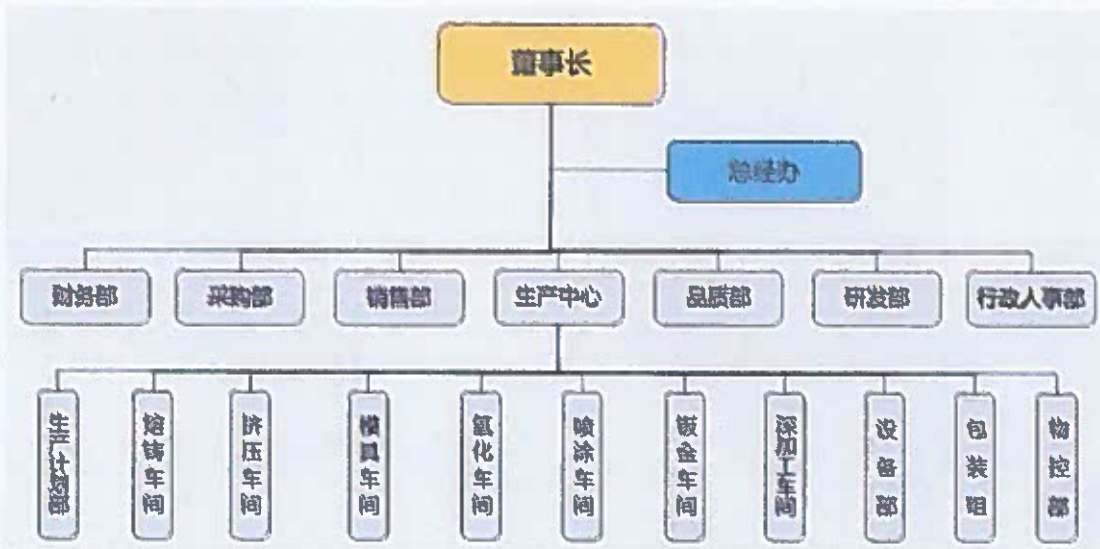 董事长
总经办
财务部
采购部
销售部
生产中心
品质部
研发部
行政人事部
生产计划部
熔铸车间
挤压车间
模具车间
氧化车间
喷涂车间
钣金车间
深加工车间
设备部
包装组
物控部